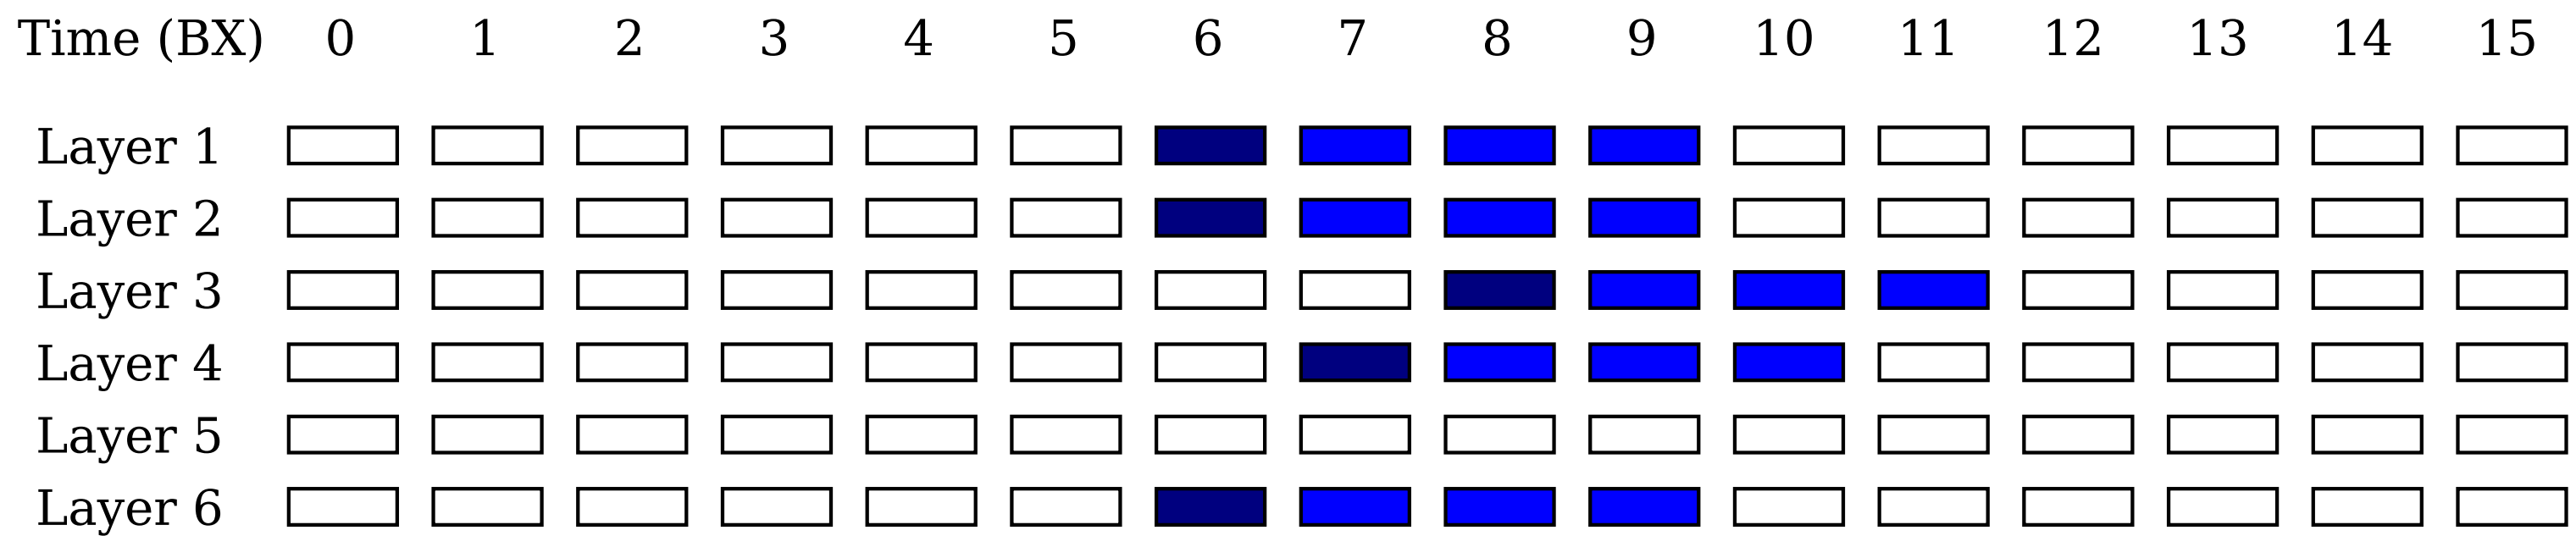 Time (BX) 0 1 2 3 4 5 6 7 8 9 10 11 12 13 14 15
Layer 1
Layer 2
Layer 3
Layer 4
Layer 5
Layer 6